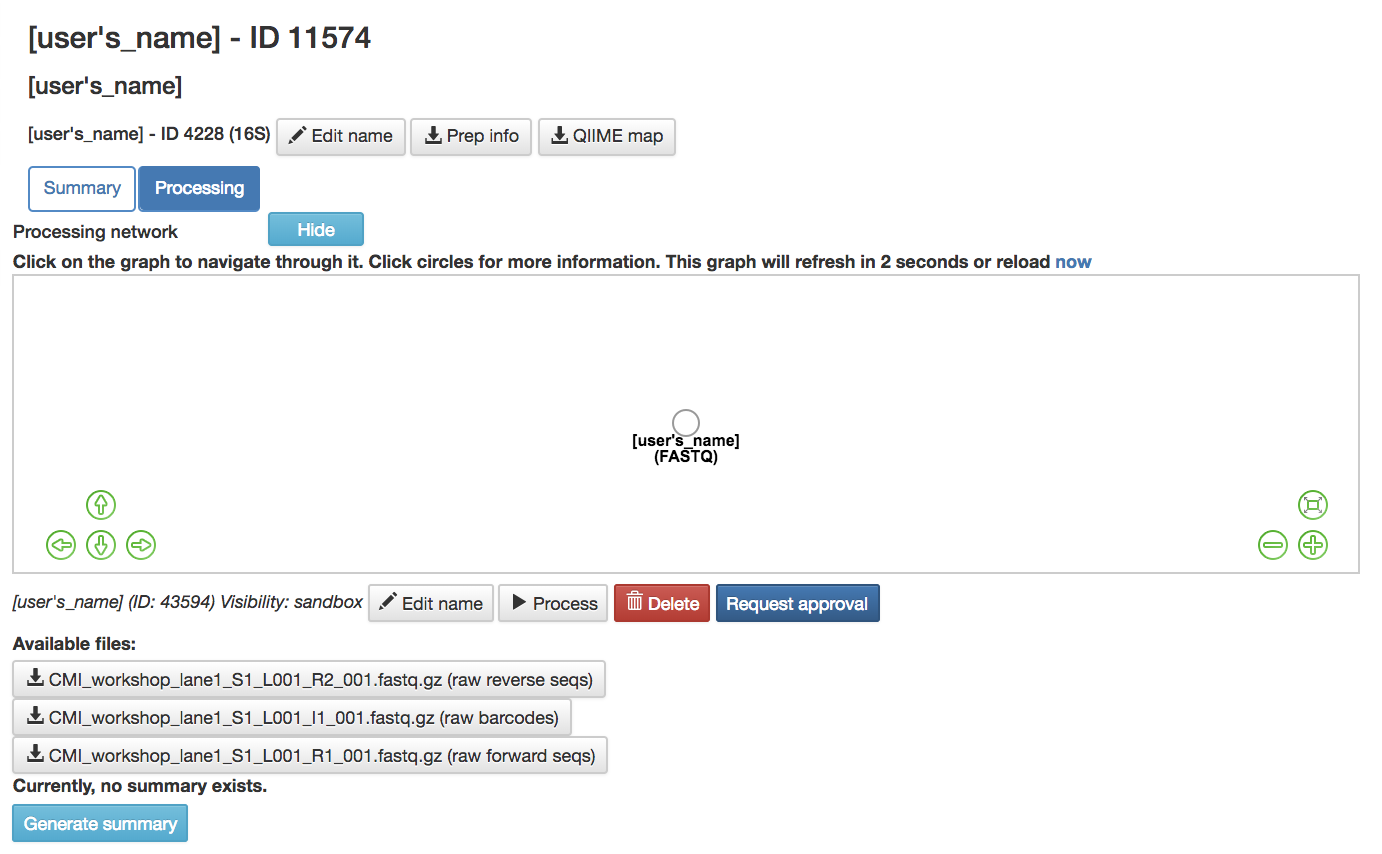 [user's_name] - ID 11574
[user's_name]
[user's_name] - ID 4228 (16S) Edit name Prep info QIIME map
Summary Processing
Processing network Hide
Click on the graph to navigate through it. Click circles for more information. This graph will refresh in 2 seconds or reload now
[user's_name]
(FASTQ)
[user's_name] (ID: 43594) Visibility: sandbox Edit name Process Delete Request approval
Available files:
CMI_workshop_lane1_S1_L001_R2_001.fastq.gz (raw reverse seqs)
CMI_workshop_lane1_S1_L001_I1_001.fastq.gz (raw barcodes)
CMI_workshop_lane1_S1_L001_R1_001.fastq.gz (raw forward seqs)
Currently, no summary exists.
Generate summary